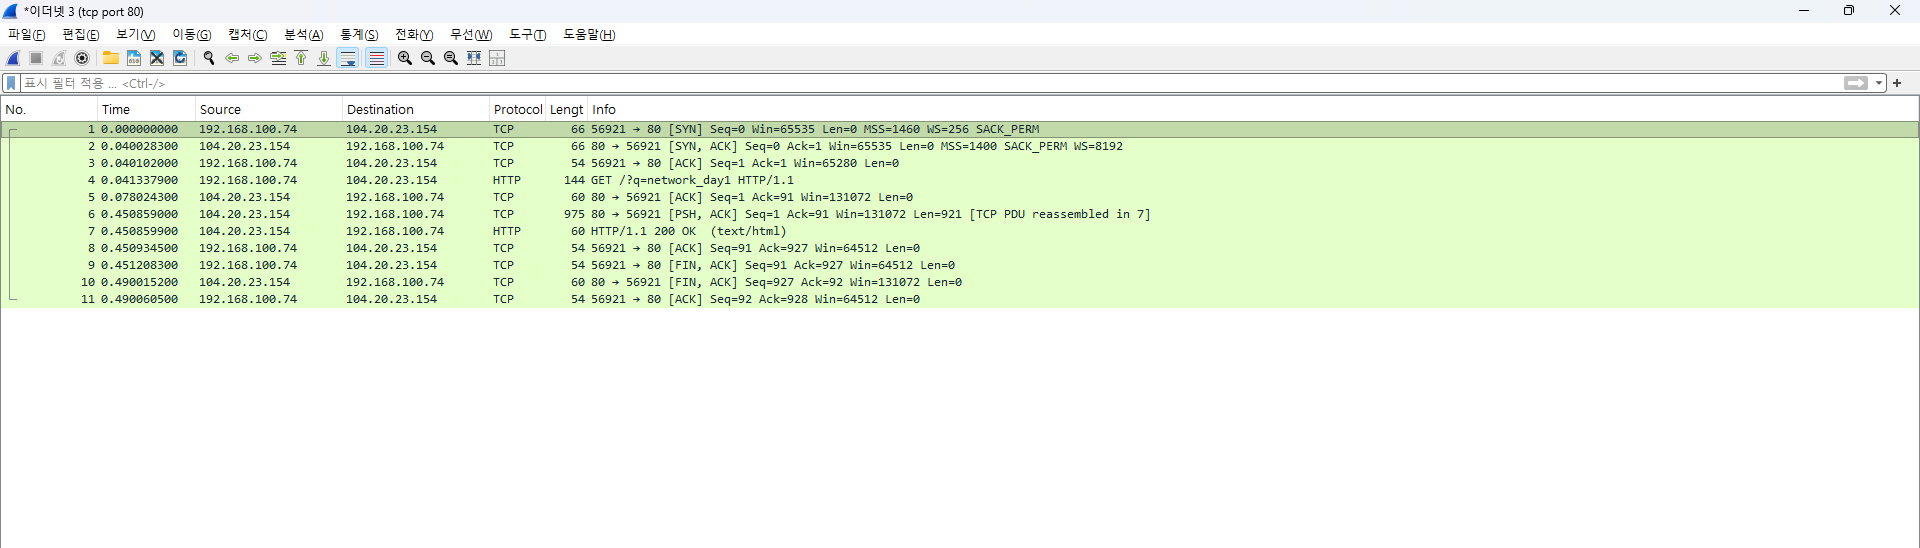 *이더넷 3 (tcp port 80)
파일(F) 편집(E) 보기(V) 이동(G) 캡처(C) 분석(A) 통계(S) 전화(Y) 무선(W) 도구(T) 도움말(H)
표시 필터 적용 ... <Ctrl-/>
No. Time Source Destination Protocol Lengt Info
1 0.000000000 192.168.100.74 104.20.23.154 TCP 66 56921 → 80 [SYN] Seq=0 Win=65535 Len=0 MSS=1460 WS=256 SACK_PERM
2 0.040028300 104.20.23.154 192.168.100.74 TCP 66 80 → 56921 [SYN, ACK] Seq=0 Ack=1 Win=65535 Len=0 MSS=1400 SACK_PERM WS=8192
3 0.040102000 192.168.100.74 104.20.23.154 TCP 54 56921 → 80 [ACK] Seq=1 Ack=1 Win=65280 Len=0
4 0.041337900 192.168.100.74 104.20.23.154 HTTP 144 GET /?q=network_day1 HTTP/1.1
5 0.078024300 104.20.23.154 192.168.100.74 TCP 60 80 → 56921 [ACK] Seq=1 Ack=91 Win=131072 Len=0
6 0.450859000 104.20.23.154 192.168.100.74 TCP 975 80 → 56921 [PSH, ACK] Seq=1 Ack=91 Win=131072 Len=921 [TCP PDU reassembled in 7]
7 0.450859900 104.20.23.154 192.168.100.74 HTTP 60 HTTP/1.1 200 OK  (text/html)
8 0.450934500 192.168.100.74 104.20.23.154 TCP 54 56921 → 80 [ACK] Seq=91 Ack=927 Win=64512 Len=0
9 0.451208300 192.168.100.74 104.20.23.154 TCP 54 56921 → 80 [FIN, ACK] Seq=91 Ack=927 Win=64512 Len=0
10 0.490015200 104.20.23.154 192.168.100.74 TCP 60 80 → 56921 [FIN, ACK] Seq=927 Ack=92 Win=131072 Len=0
11 0.490060500 192.168.100.74 104.20.23.154 TCP 54 56921 → 80 [ACK] Seq=92 Ack=928 Win=64512 Len=0